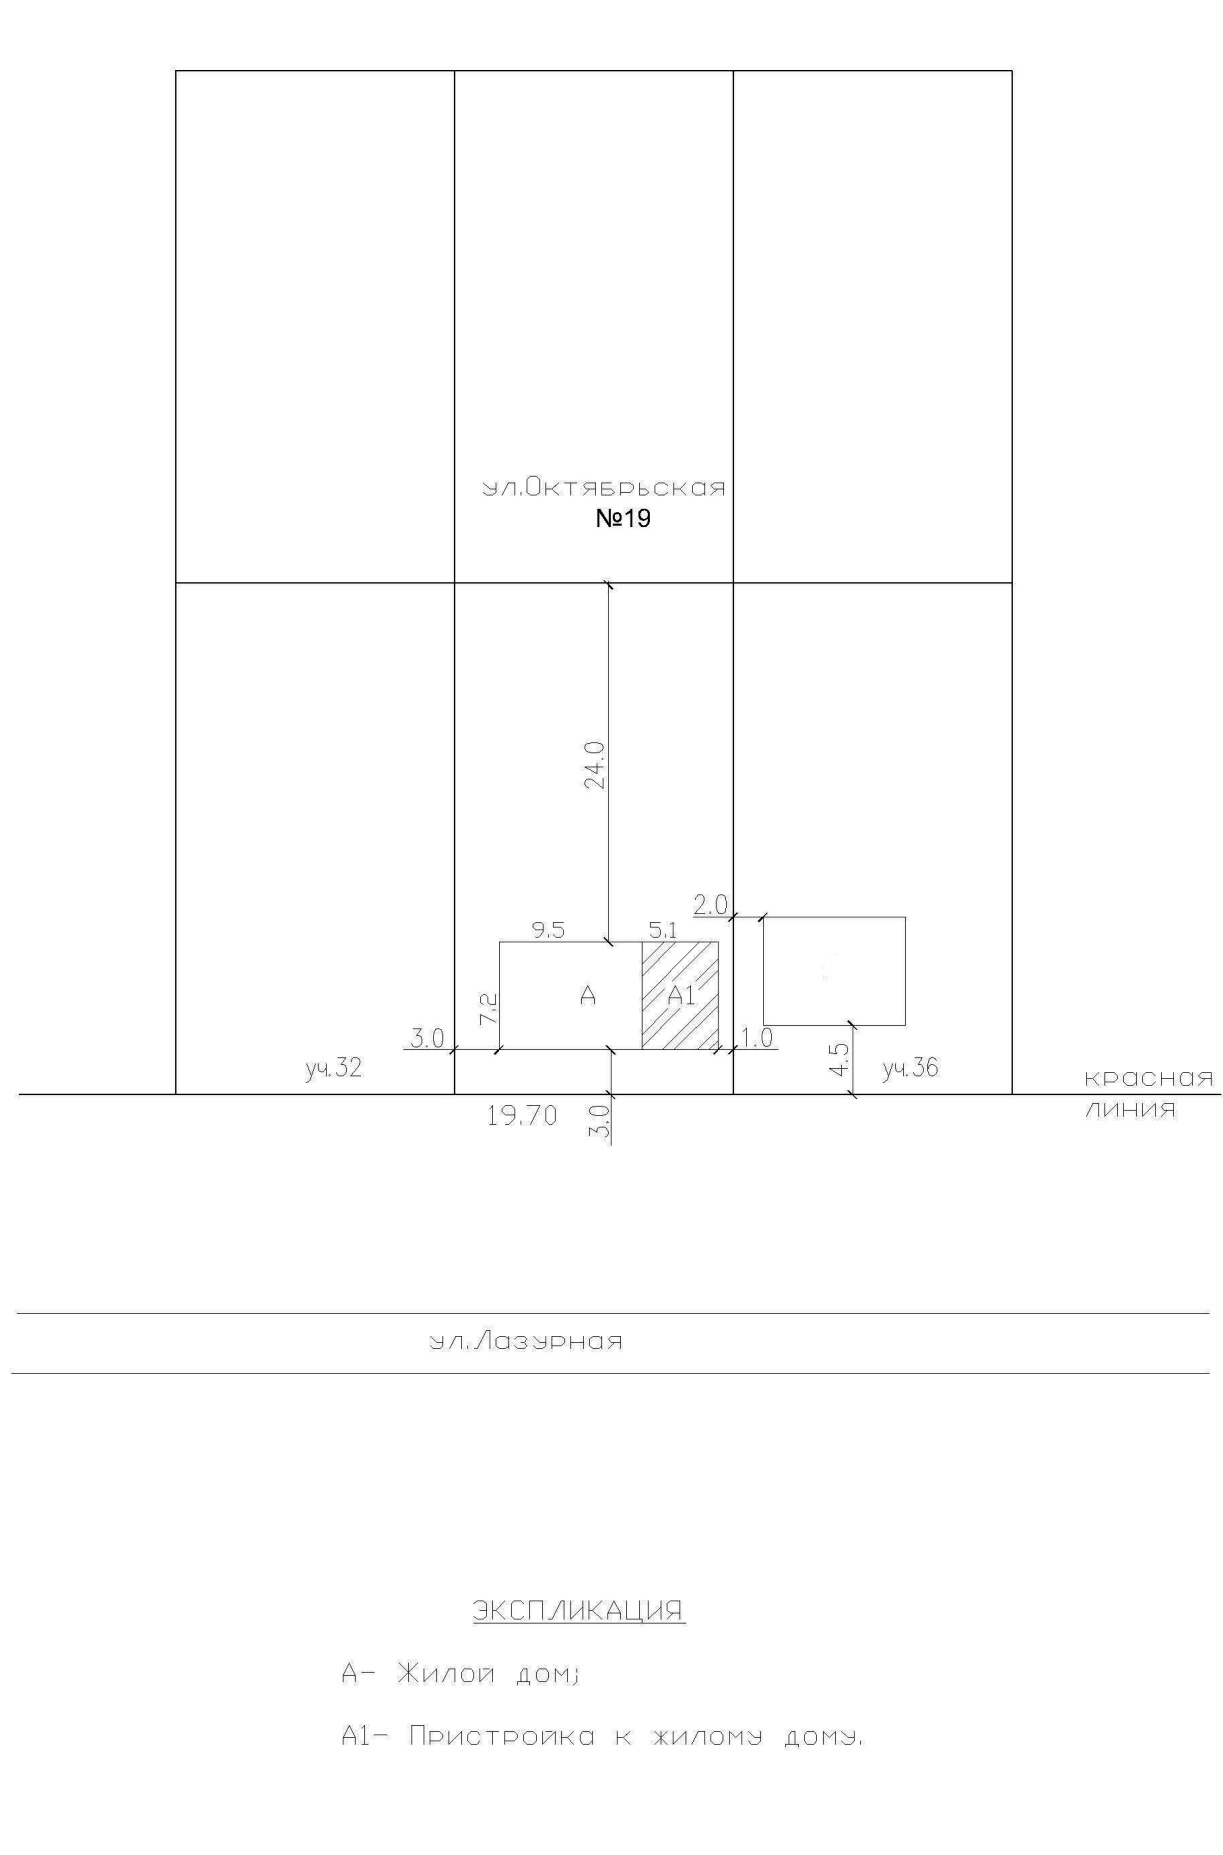 ул.Октябрьская
№19
24.0
2.0
9.5
5.1
А
А1
7.2
3.0
1.0
4.5
уч.32
уч.36
красная
линия
19.70
3.0
ул.Лазурная
ЭКСПЛИКАЦИЯ
А- Жилой дом;
А1- Пристройка к жилому дому.